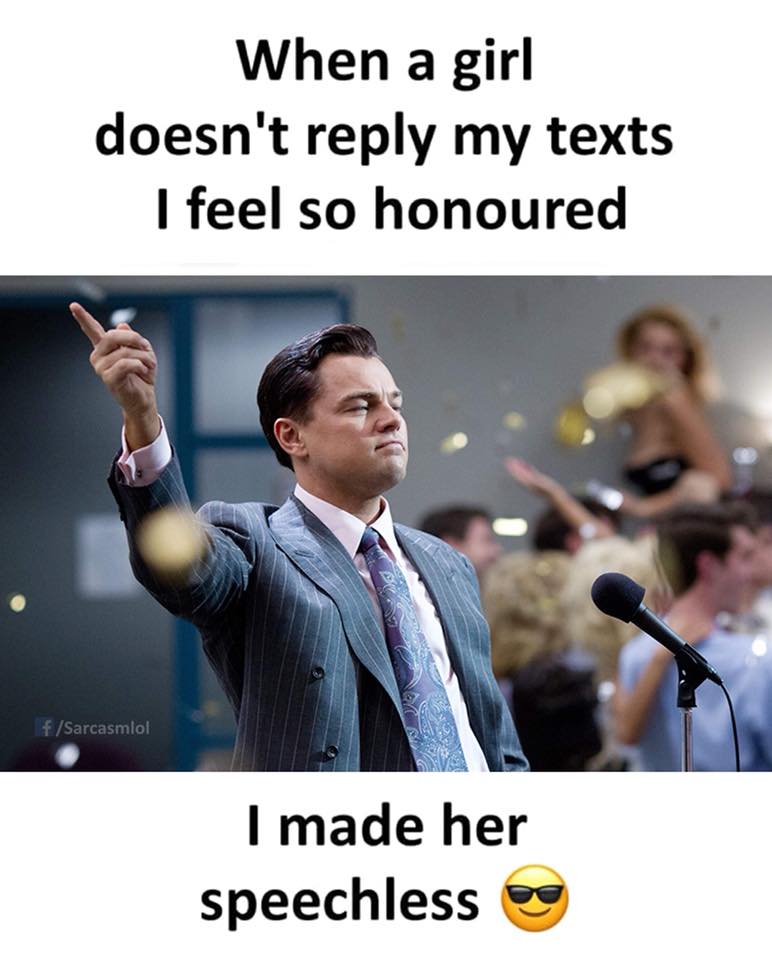 When a girl
doesn't reply my texts
I feel so honoured
f/Sarcasmlol
I made her
speechless 😎